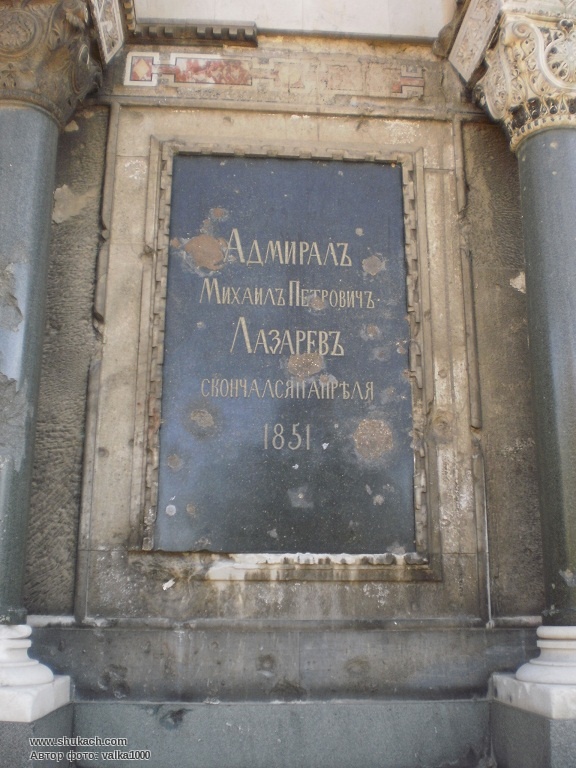 АДМИРАЛЪ
МИХАИЛЪ ПЕТРОВИЧЪ
ЛАЗАРЕВЪ
СКОНЧАЛСЯ 11 АПРѢЛЯ
1851
www.shukach.com
Автор фото: valka1000